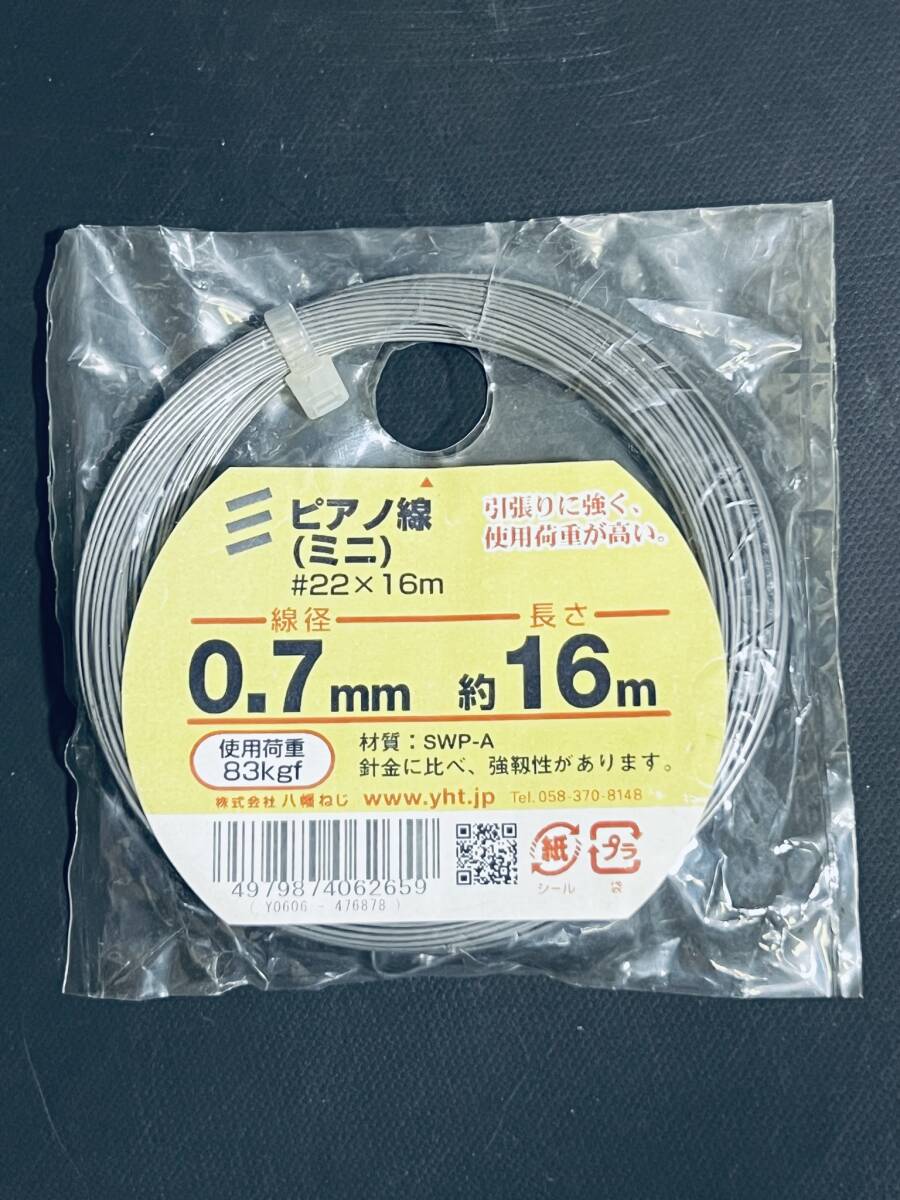 ピアノ線
(ミニ)
#22×16m
引張りに強く、
使用荷重が高い。
線径
長さ
0.7mm
約16m
使用荷重
83kgf
材質：SWP-A
針金に比べ、強靱性があります。
株式会社 八幡ねじ www.yht.jp Tel.058-370-8148
4979874062659
( Y0606 - 476878 )
紙
シール
プラ
袋